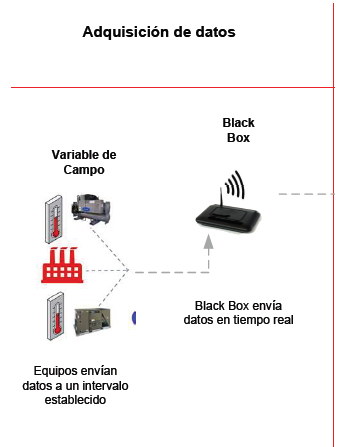 Adquisición de datos
Black
Box
Variable de
Campo
Black Box envía
datos en tiempo real
Equipos envían
datos a un intervalo
establecido